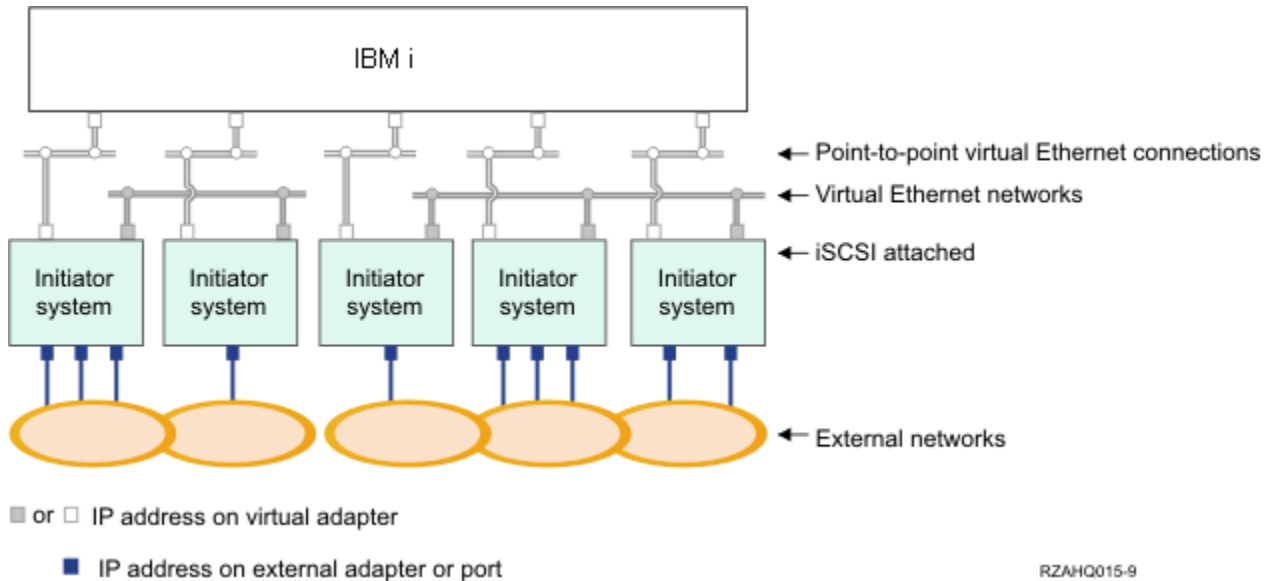 IBM i
Point-to-point virtual Ethernet connections
Virtual Ethernet networks
iSCSI attached
Initiator
system
Initiator
system
Initiator
system
Initiator
system
Initiator
system
External networks
or IP address on virtual adapter
IP address on external adapter or port
RZAHQ015-9